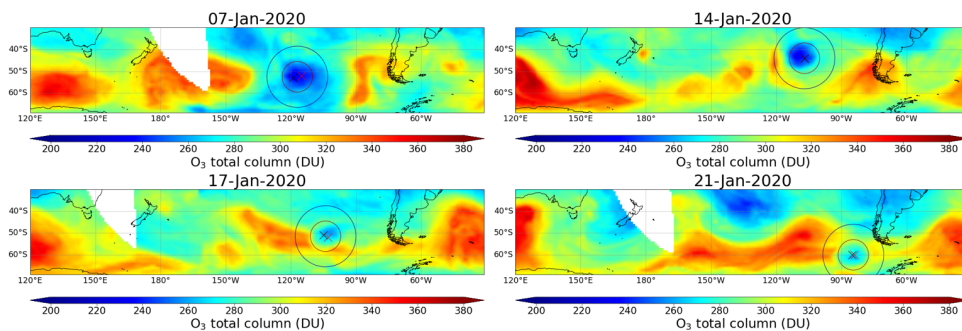 07-Jan-2020
14-Jan-2020
40°S
50°S
60°S
120°E 150°E 180° 150°W 120°W 90°W 60°W
40°S
50°S
60°S
120°E 150°E 180° 150°W 120°W 90°W 60°W
200 220 240 260 280 300 320 340 360 380
O₃ total column (DU)
200 220 240 260 280 300 320 340 360 380
O₃ total column (DU)
17-Jan-2020
21-Jan-2020
40°S
50°S
60°S
120°E 150°E 180° 150°W 120°W 90°W 60°W
40°S
50°S
60°S
120°E 150°E 180° 150°W 120°W 90°W 60°W
200 220 240 260 280 300 320 340 360 380
O₃ total column (DU)
200 220 240 260 280 300 320 340 360 380
O₃ total column (DU)